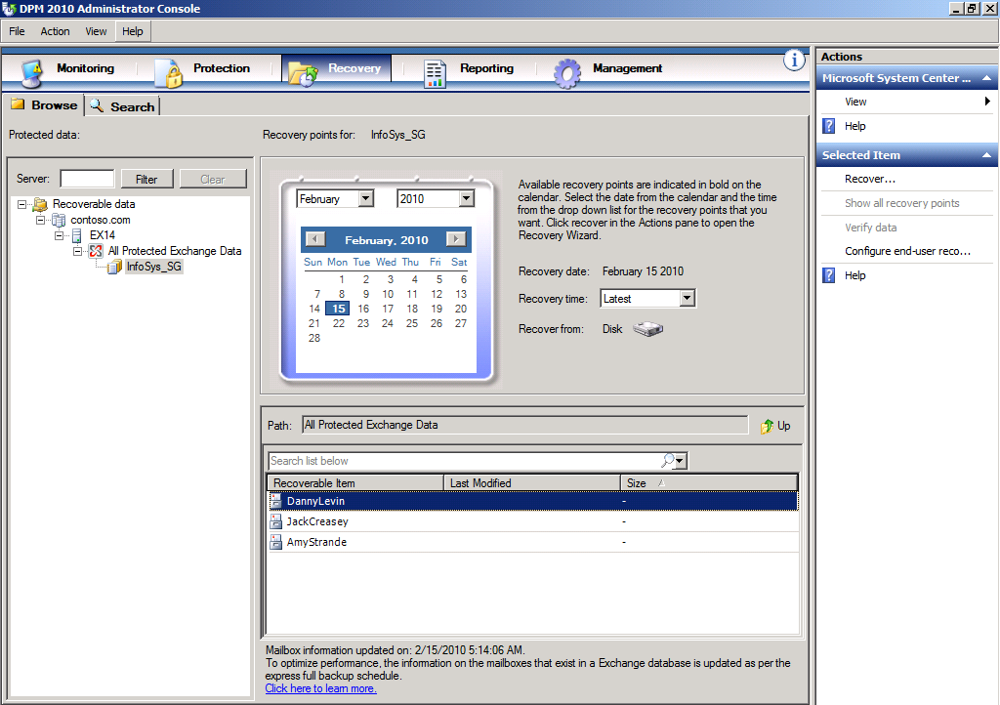 DPM 2010 Administrator Console
File Action View Help
Monitoring Protection Recovery Reporting Management
Browse Search
Protected data:
Server: Filter Clear
Recoverable data
contoso.com
EX14
All Protected Exchange Data
InfoSys_SG
Recovery points for: InfoSys_SG
February 2010
February, 2010
Sun Mon Tue Wed Thu Fri Sat
1 2 3 4 5 6
7 8 9 10 11 12 13
14 15 16 17 18 19 20
21 22 23 24 25 26 27
28
Available recovery points are indicated in bold on the
calendar. Select the date from the calendar and the time
from the drop down list for the recovery points that you
want. Click recover in the Actions pane to open the
Recovery Wizard.
Recovery date: February 15 2010
Recovery time: Latest
Recover from: Disk
Path: All Protected Exchange Data Up
Search list below
Recoverable Item Last Modified Size
DannyLevin -
JackCreasey -
AmyStrande -
Mailbox information updated on: 2/15/2010 5:14:06 AM.
To optimize performance, the information on the mailboxes that exist in a Exchange database is updated as per the
express full backup schedule.
Click here to learn more.
Actions
Microsoft System Center ...
View
Help
Selected Item
Recover...
Show all recovery points
Verify data
Configure end-user reco...
Help